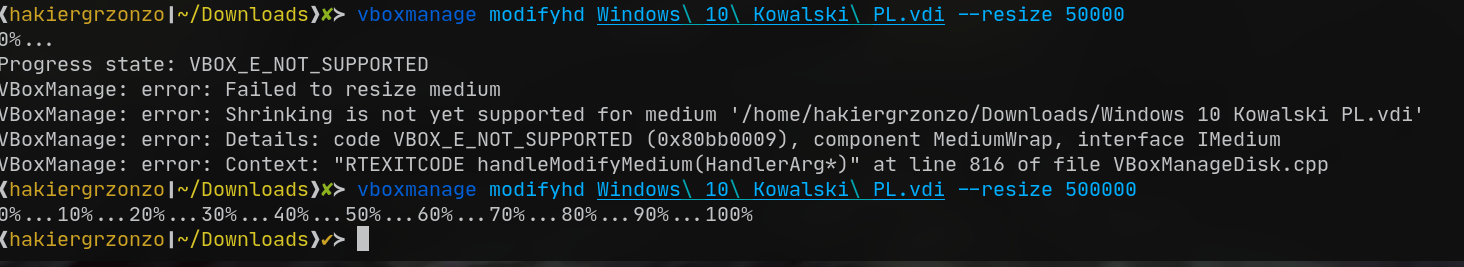 ❰hakiergrzonzo|~/Downloads❱✘≻ vboxmanage modifyhd Windows\ 10\ Kowalski\ PL.vdi --resize 50000
0%...
Progress state: VBOX_E_NOT_SUPPORTED
VBoxManage: error: Failed to resize medium
VBoxManage: error: Shrinking is not yet supported for medium '/home/hakiergrzonzo/Downloads/Windows 10 Kowalski PL.vdi'
VBoxManage: error: Details: code VBOX_E_NOT_SUPPORTED (0x80bb0009), component MediumWrap, interface IMedium
VBoxManage: error: Context: "RTEXITCODE handleModifyMedium(HandlerArg*)" at line 816 of file VBoxManageDisk.cpp
❰hakiergrzonzo|~/Downloads❱✘≻ vboxmanage modifyhd Windows\ 10\ Kowalski\ PL.vdi --resize 500000
0%...10%...20%...30%...40%...50%...60%...70%...80%...90%...100%
❰hakiergrzonzo|~/Downloads❱✔≻